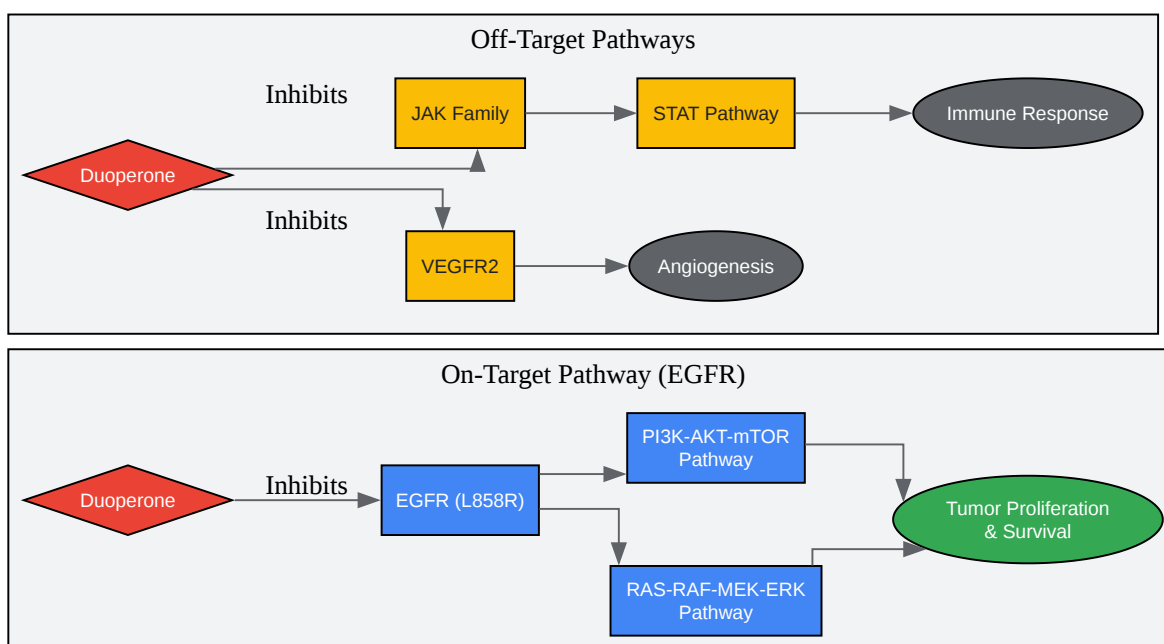 Off-Target Pathways
Inhibits
JAK Family
STAT Pathway
Immune Response
Duoperone
Inhibits
VEGFR2
Angiogenesis
On-Target Pathway (EGFR)
PI3K-AKT-mTOR
Pathway
Duoperone
Inhibits
EGFR (L858R)
Tumor Proliferation
& Survival
RAS-RAF-MEK-ERK
Pathway